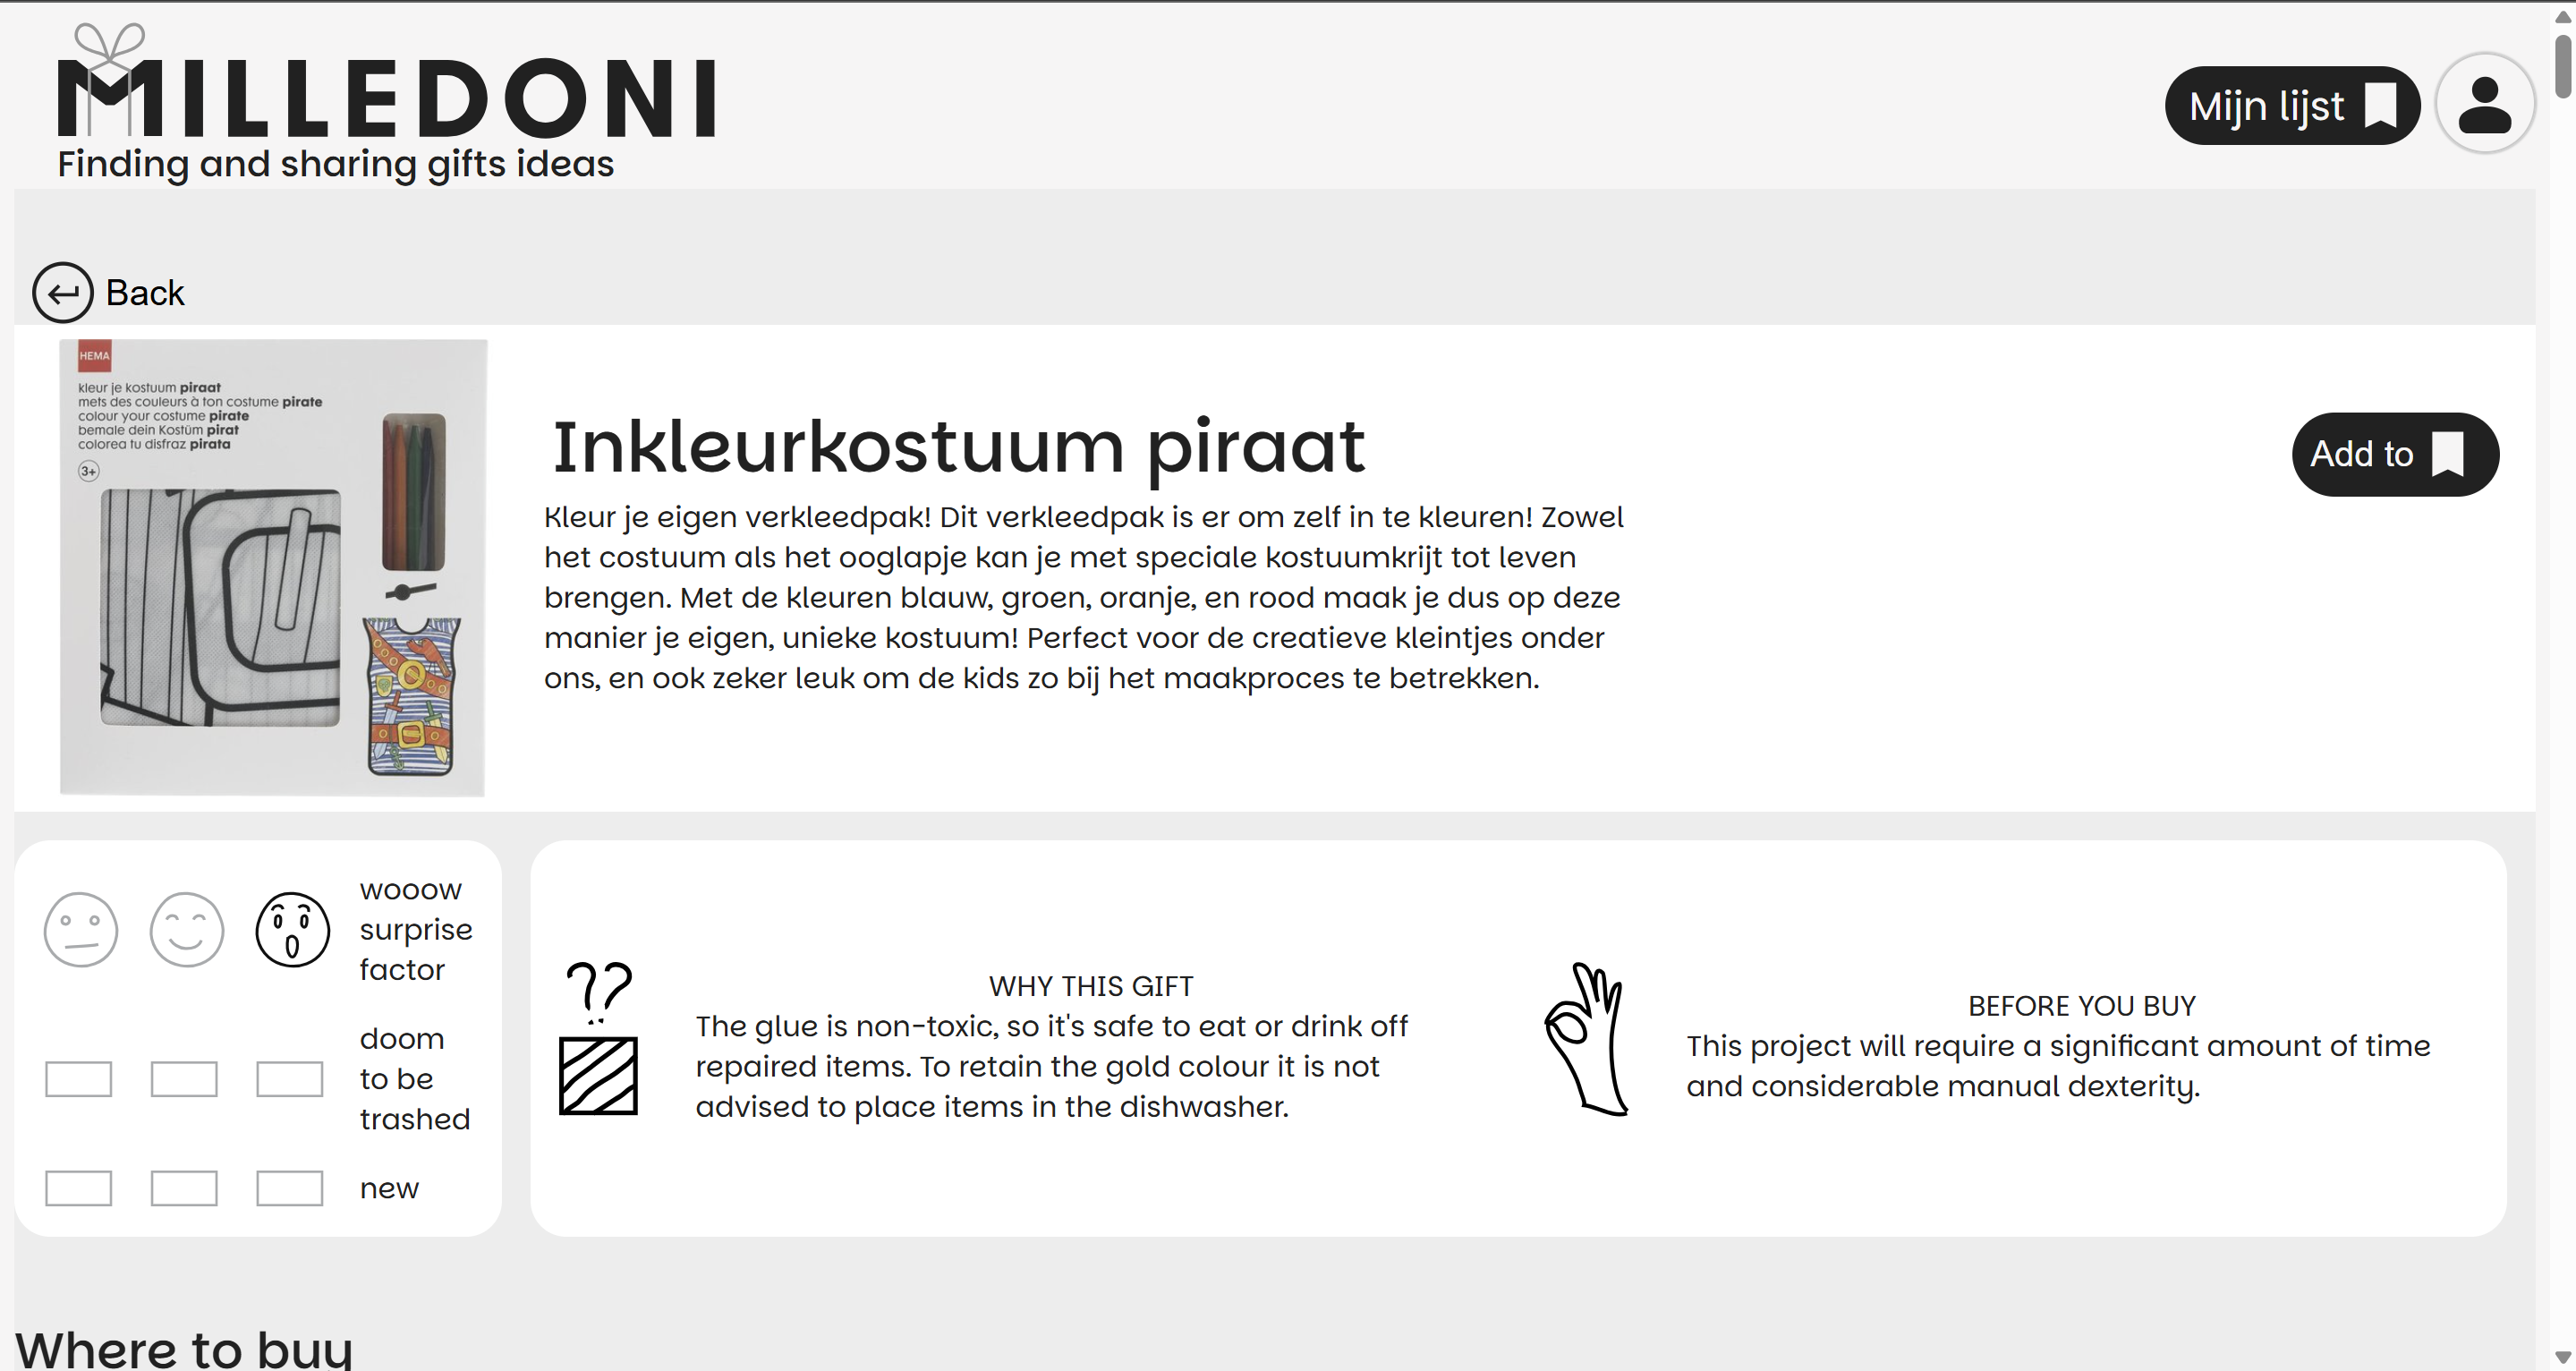 MILLEDONI
Finding and sharing gifts ideas
Mijn lijst
Back
HEMA
kleur je kostuum piraat
mets des couleurs à ton costume pirate
colour your costume pirate
bemale dein Kostüm pirat
colorea tu disfraz pirata
3+
Inkleurkostuum piraat
Add to
Kleur je eigen verkleedpak! Dit verkleedpak is er om zelf in te kleuren! Zowel
het costuum als het ooglapje kan je met speciale kostuumkrijt tot leven
brengen. Met de kleuren blauw, groen, oranje, en rood maak je dus op deze
manier je eigen, unieke kostuum! Perfect voor de creatieve kleintjes onder
ons, en ook zeker leuk om de kids zo bij het maakproces te betrekken.
wooow
surprise
factor
doom
to be
trashed
new
WHY THIS GIFT
The glue is non-toxic, so it's safe to eat or drink off
repaired items. To retain the gold colour it is not
advised to place items in the dishwasher.
BEFORE YOU BUY
This project will require a significant amount of time
and considerable manual dexterity.
Where to buy